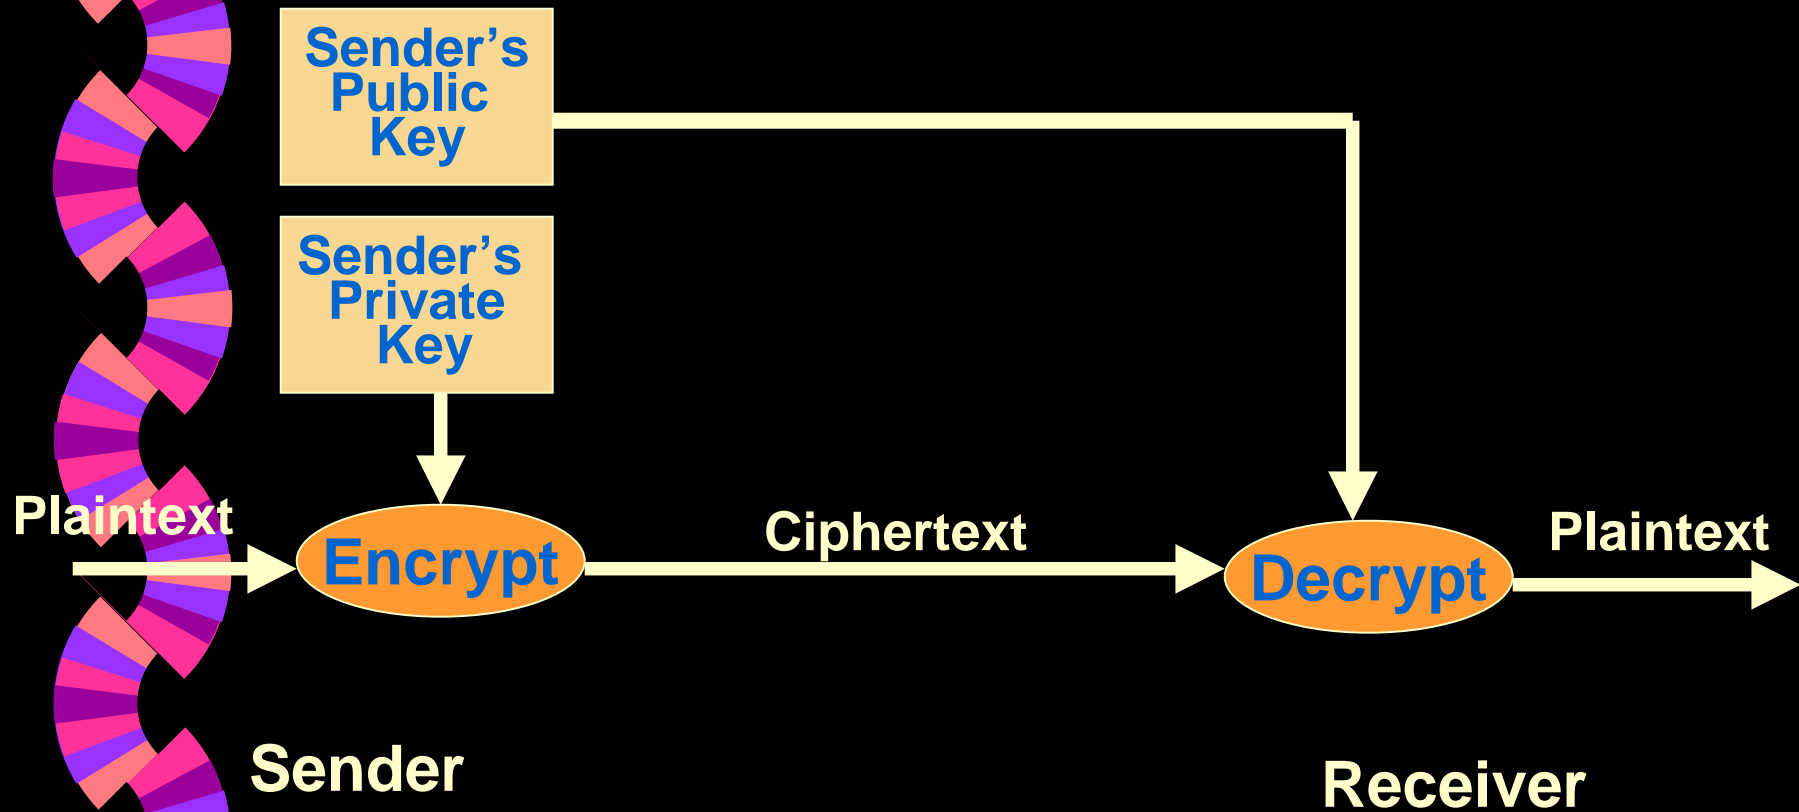 Sender’s
Public
Key
Sender’s
Private
Key
Plaintext
Encrypt
Ciphertext
Decrypt
Plaintext
Sender
Receiver